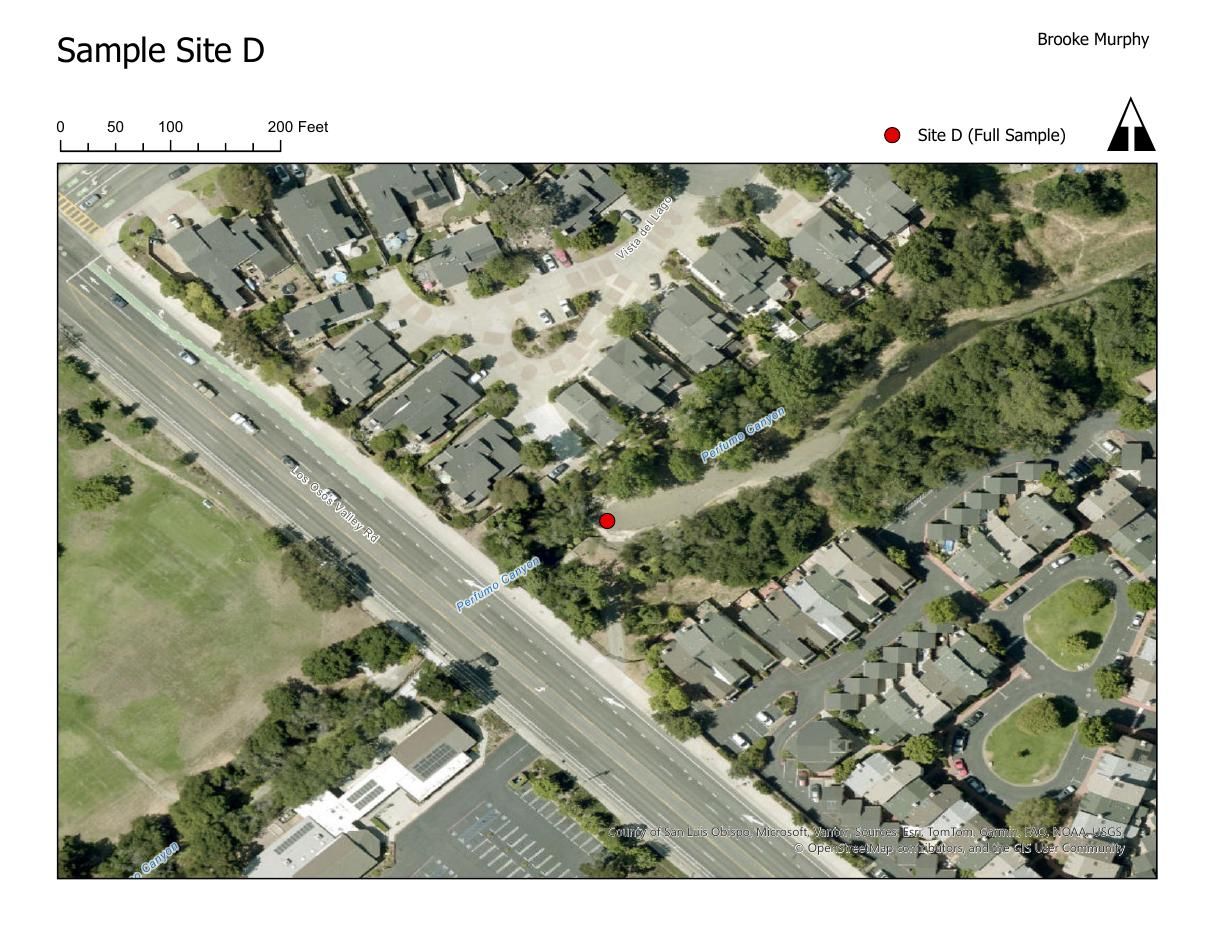 Sample Site D
Brooke Murphy
0 50 100 200 Feet
Site D (Full Sample)
Vista del Lago
Perfumo Canyon
Los Osos Valley Rd
Perfumo Canyon
County of San Luis Obispo, Microsoft, Vantor, Sources: Esri, TomTom, Garmin, FAO, NOAA, USGS,
© OpenStreetMap contributors, and the GIS User Community
o Canyon